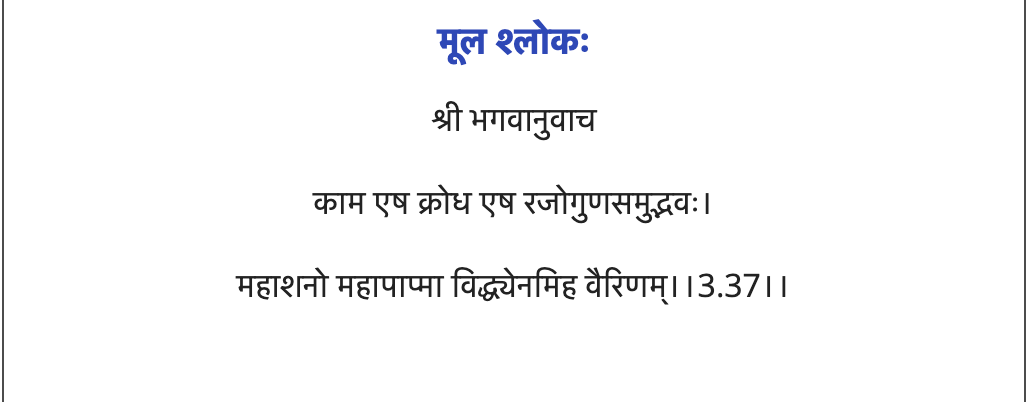 मूल श्लोकः
श्री भगवानुवाच
काम एष क्रोध एष रजोगुणसमुद्भवः।
महाशनो महापाप्मा विद्ध्येनमिह वैरिणम्।।3.37।।